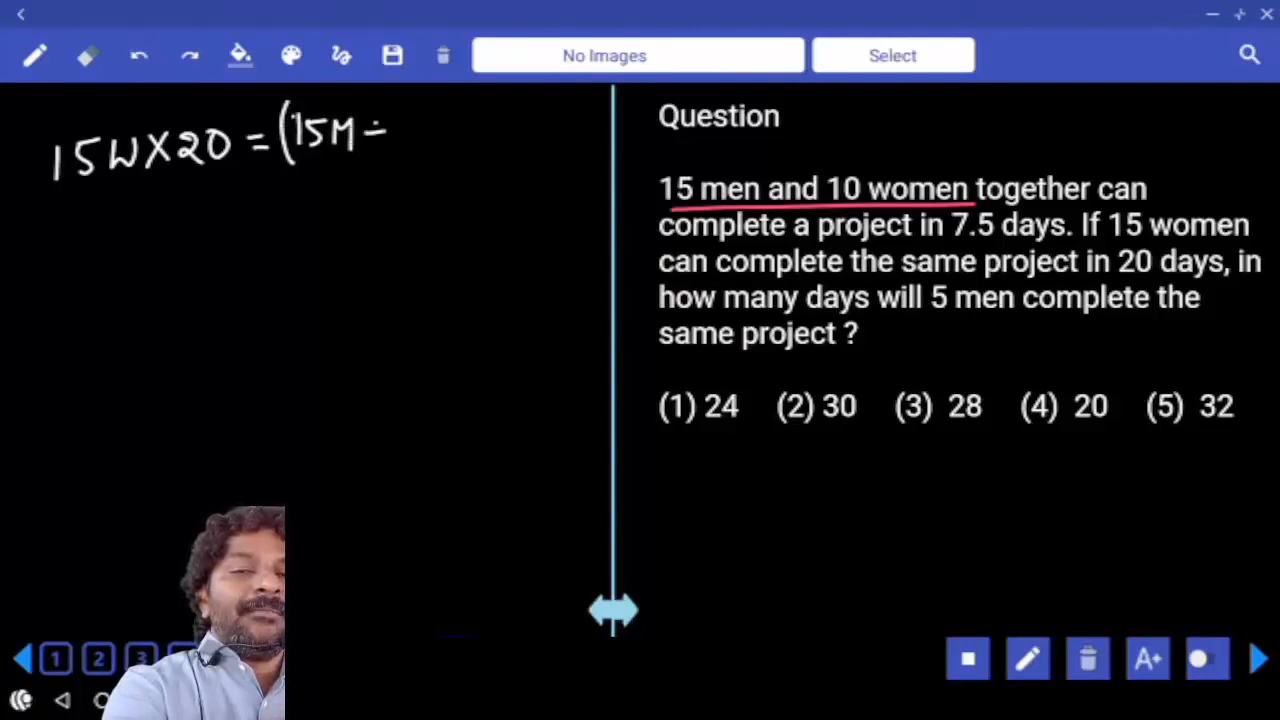 No Images
Select
15W×20 = (15M
Question
15 men and 10 women together can
complete a project in 7.5 days. If 15 women
can complete the same project in 20 days, in
how many days will 5 men complete the
same project ?
(1) 24 (2) 30 (3) 28 (4) 20 (5) 32
1 2 3
A+